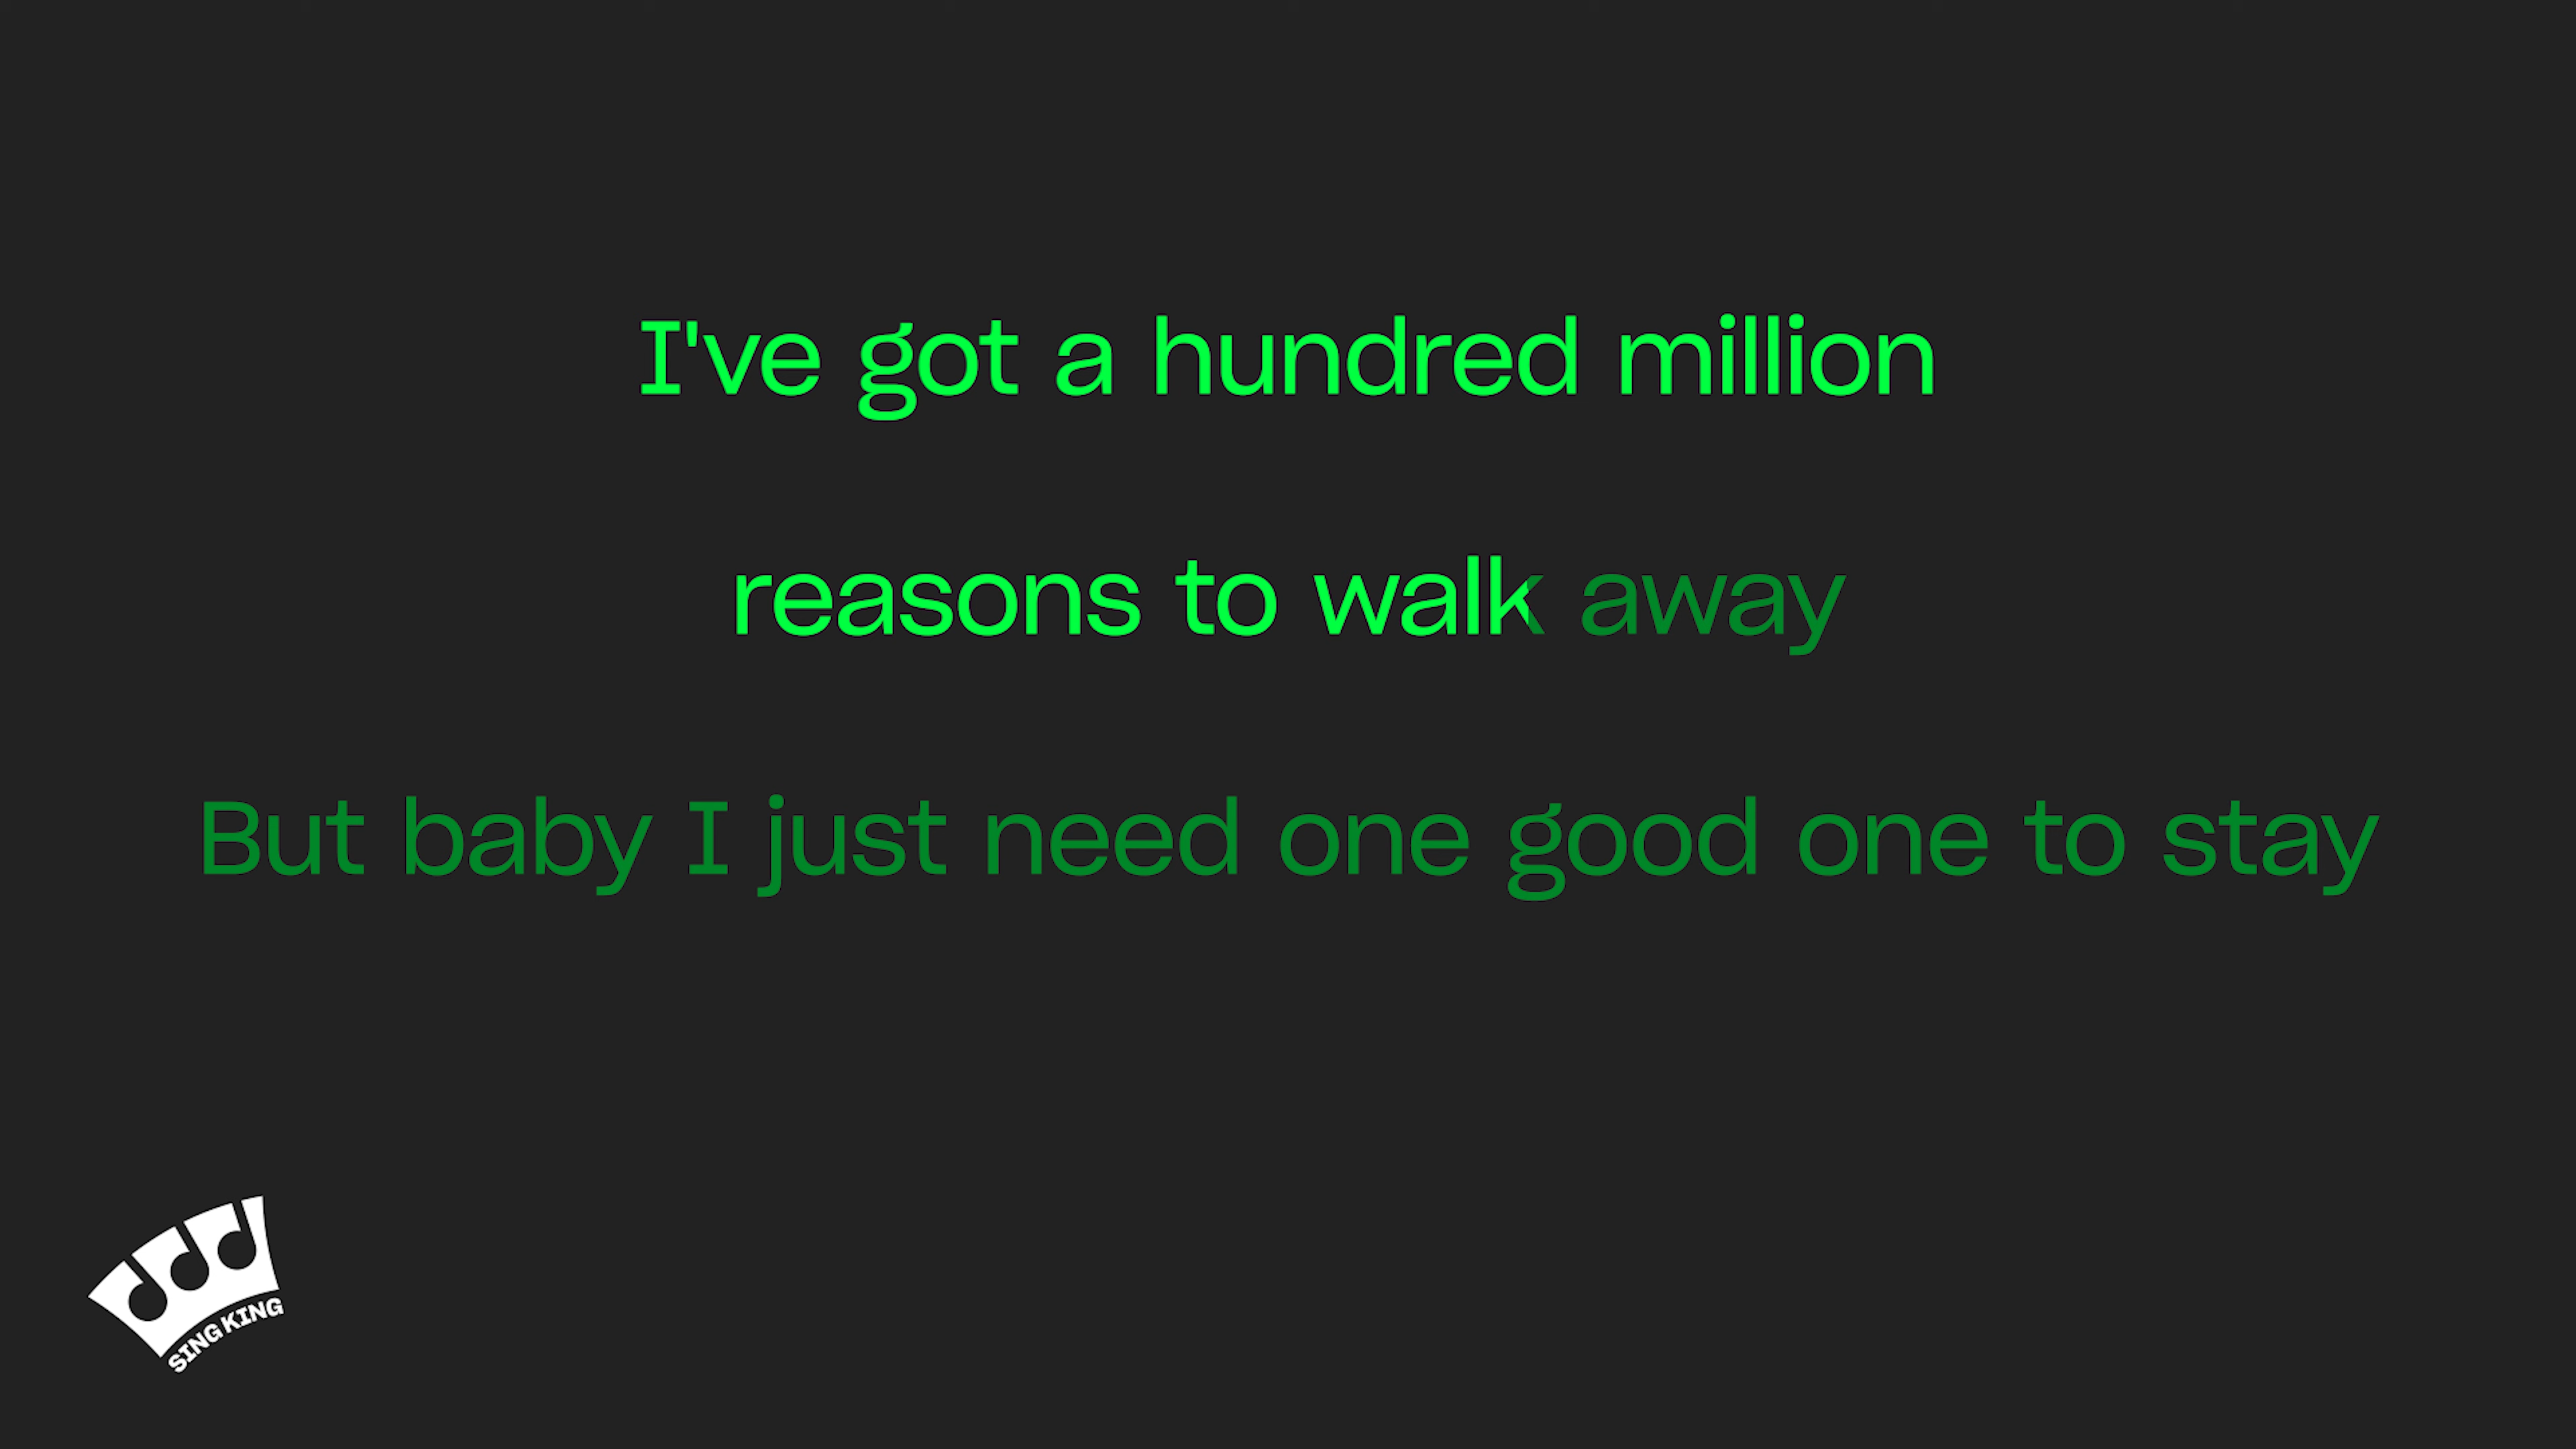 I've got a hundred million
reasons to walk away
But baby I just need one good one to stay
SING KING